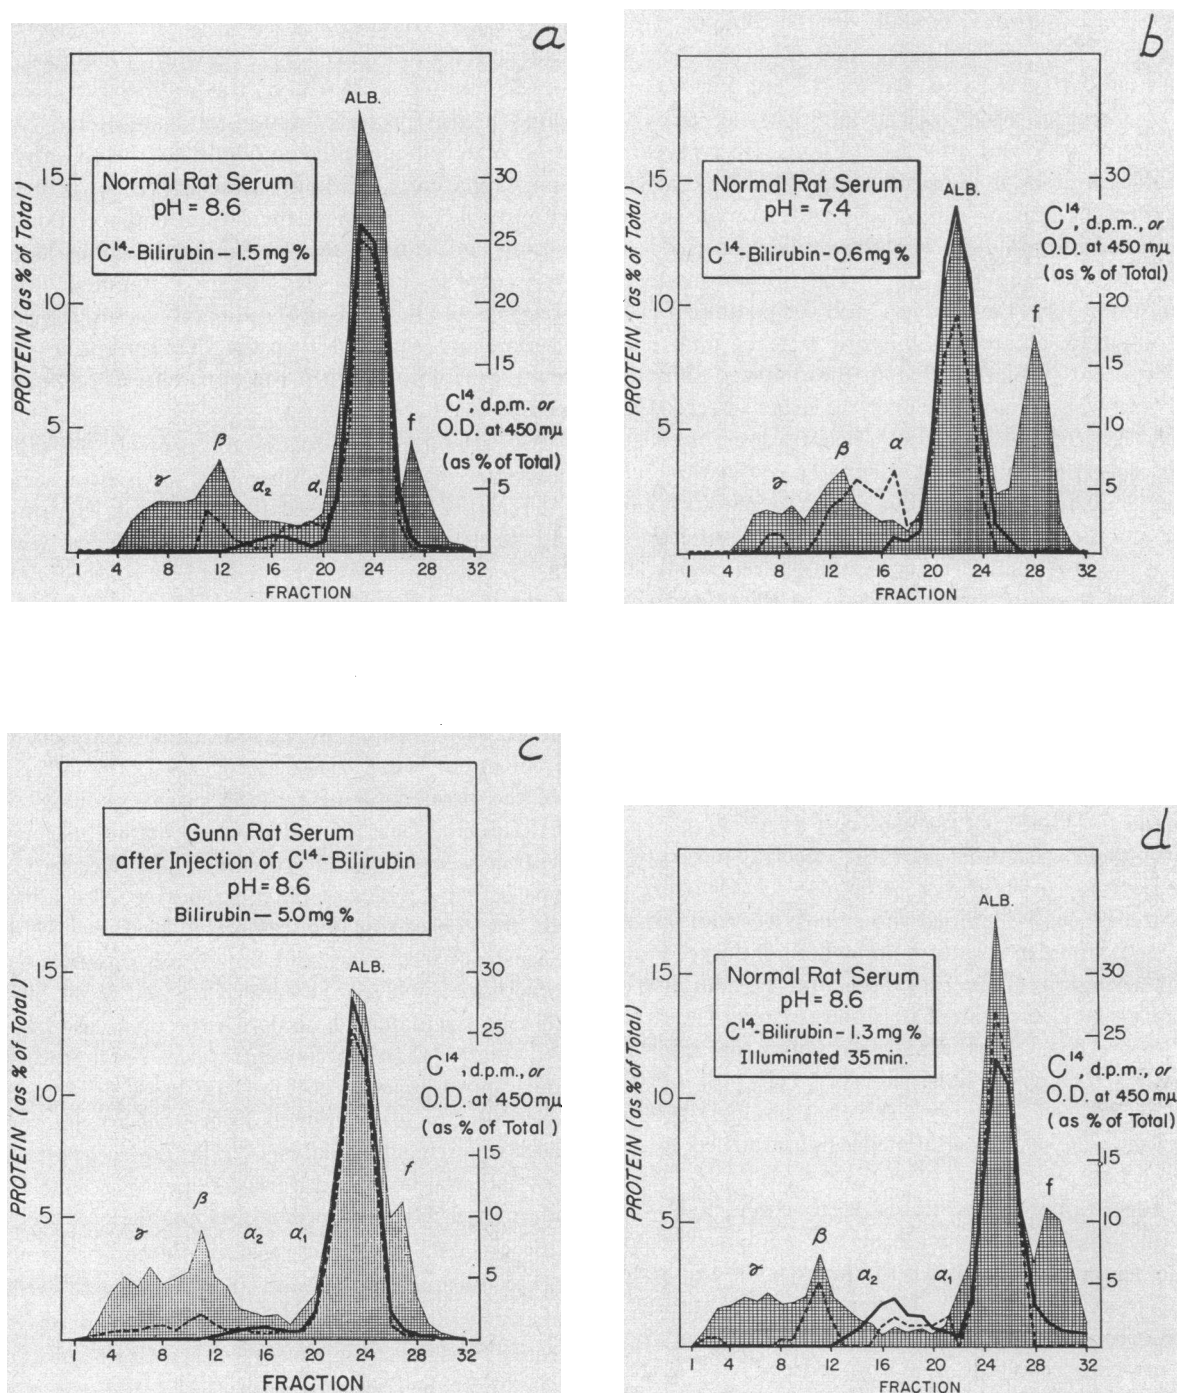 a
ALB.
15
30
Normal Rat Serum
pH = 8.6
C¹⁴-Bilirubin – 1.5 mg %
25
10
20
15
PROTEIN (as % of Total)
C¹⁴, d.p.m. or
O.D. at 450 mμ
(as % of Total)
5
β
f
γ
α₂
α₁
5
1 4 8 12 16 20 24 28 32
FRACTION
b
ALB.
15
30
Normal Rat Serum
pH = 7.4
C¹⁴-Bilirubin – 0.6 mg %
C¹⁴, d.p.m., or
O.D. at 450 mμ
(as % of Total)
10
20
f
15
PROTEIN (as % of Total)
5
10
β
α
γ
5
1 4 8 12 16 20 24 28 32
FRACTION
c
Gunn Rat Serum
after Injection of C¹⁴-Bilirubin
pH = 8.6
Bilirubin — 5.0 mg %
ALB.
15
30
25
C¹⁴, d.p.m., or
O.D. at 450 mμ
(as % of Total)
10
15
PROTEIN (as % of Total)
f
β
5
10
γ
α₂
α₁
5
1 4 8 12 16 20 24 28 32
FRACTION
d
ALB.
15
30
Normal Rat Serum
pH = 8.6
C¹⁴-Bilirubin – 1.3 mg %
Illuminated 35 min.
25
C¹⁴, d.p.m., or
O.D. at 450 mμ
(as % of Total)
10
15
PROTEIN (as % of Total)
f
5
10
β
γ
α₂
α₁
5
1 4 8 12 16 20 24 28 32
FRACTION